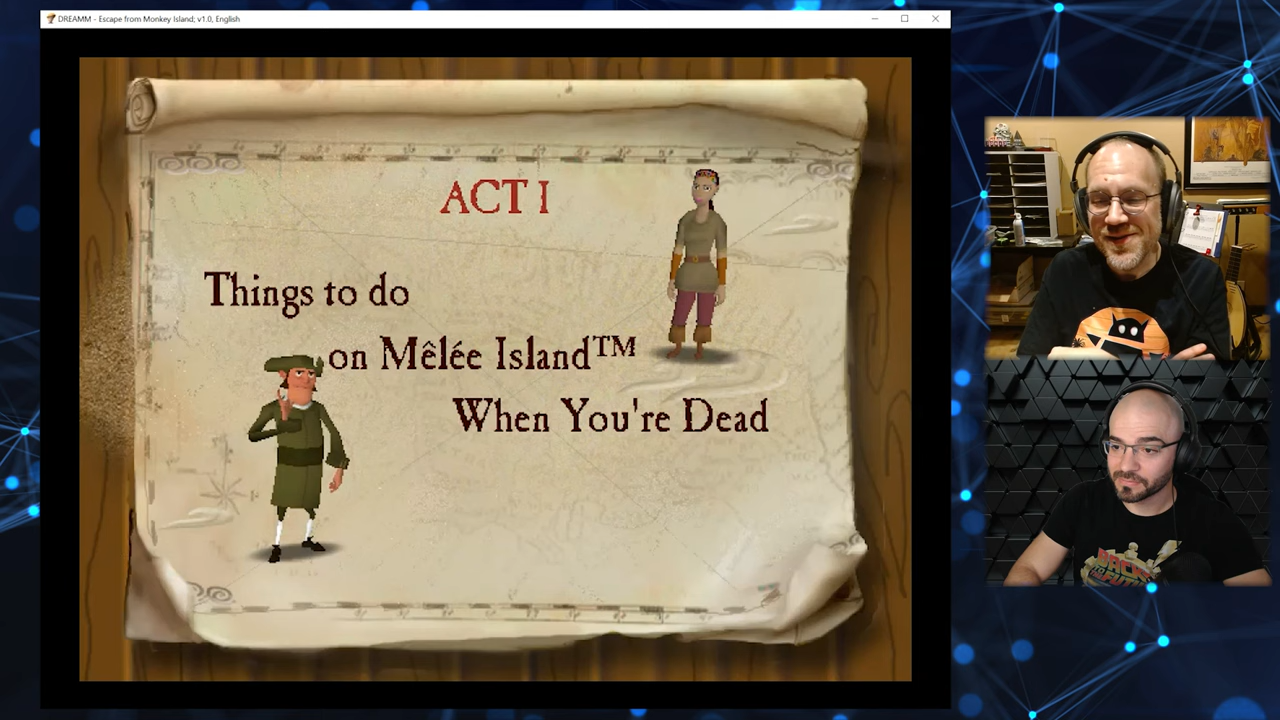 DREAMM - Escape from Monkey Island; v1.0, English
ACT I
Things to do
on Mêlée Island™
When You're Dead
BACK